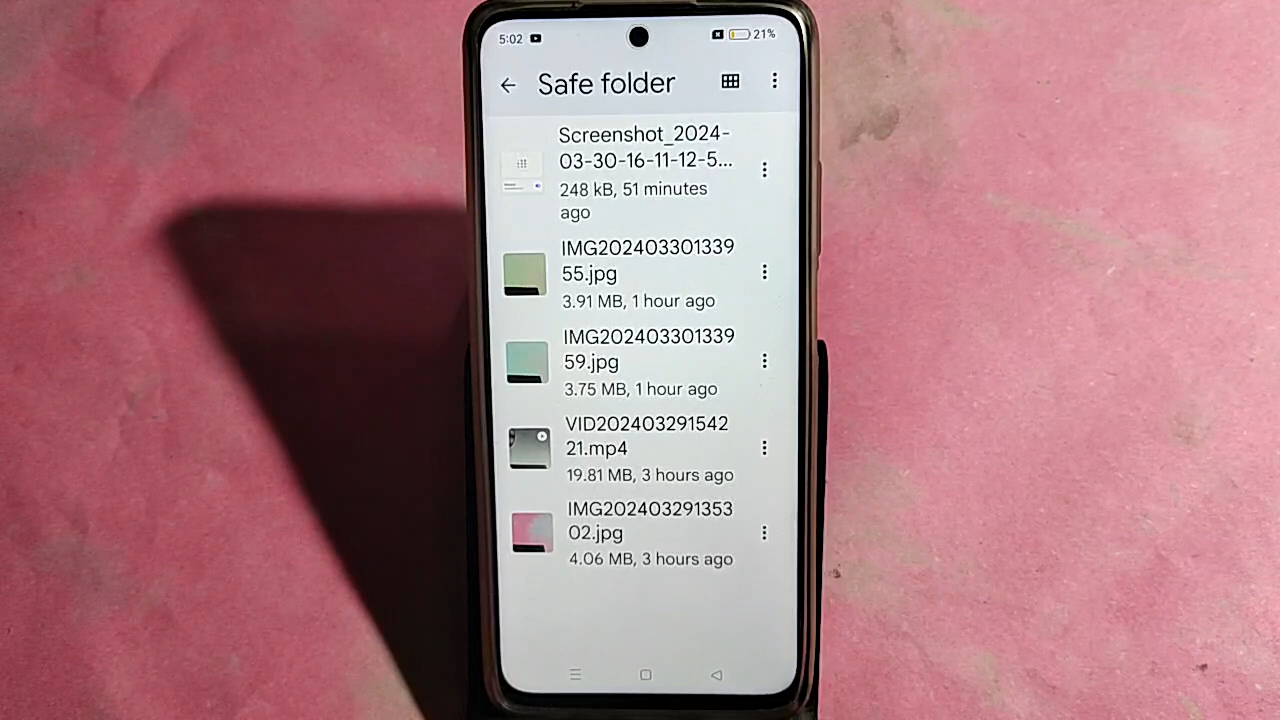 5:02 21%
Safe folder
Screenshot_2024-
03-30-16-11-12-5...
248 kB, 51 minutes
ago
IMG202403301339
55.jpg
3.91 MB, 1 hour ago
IMG202403301339
59.jpg
3.75 MB, 1 hour ago
VID202403291542
21.mp4
19.81 MB, 3 hours ago
IMG202403291353
02.jpg
4.06 MB, 3 hours ago